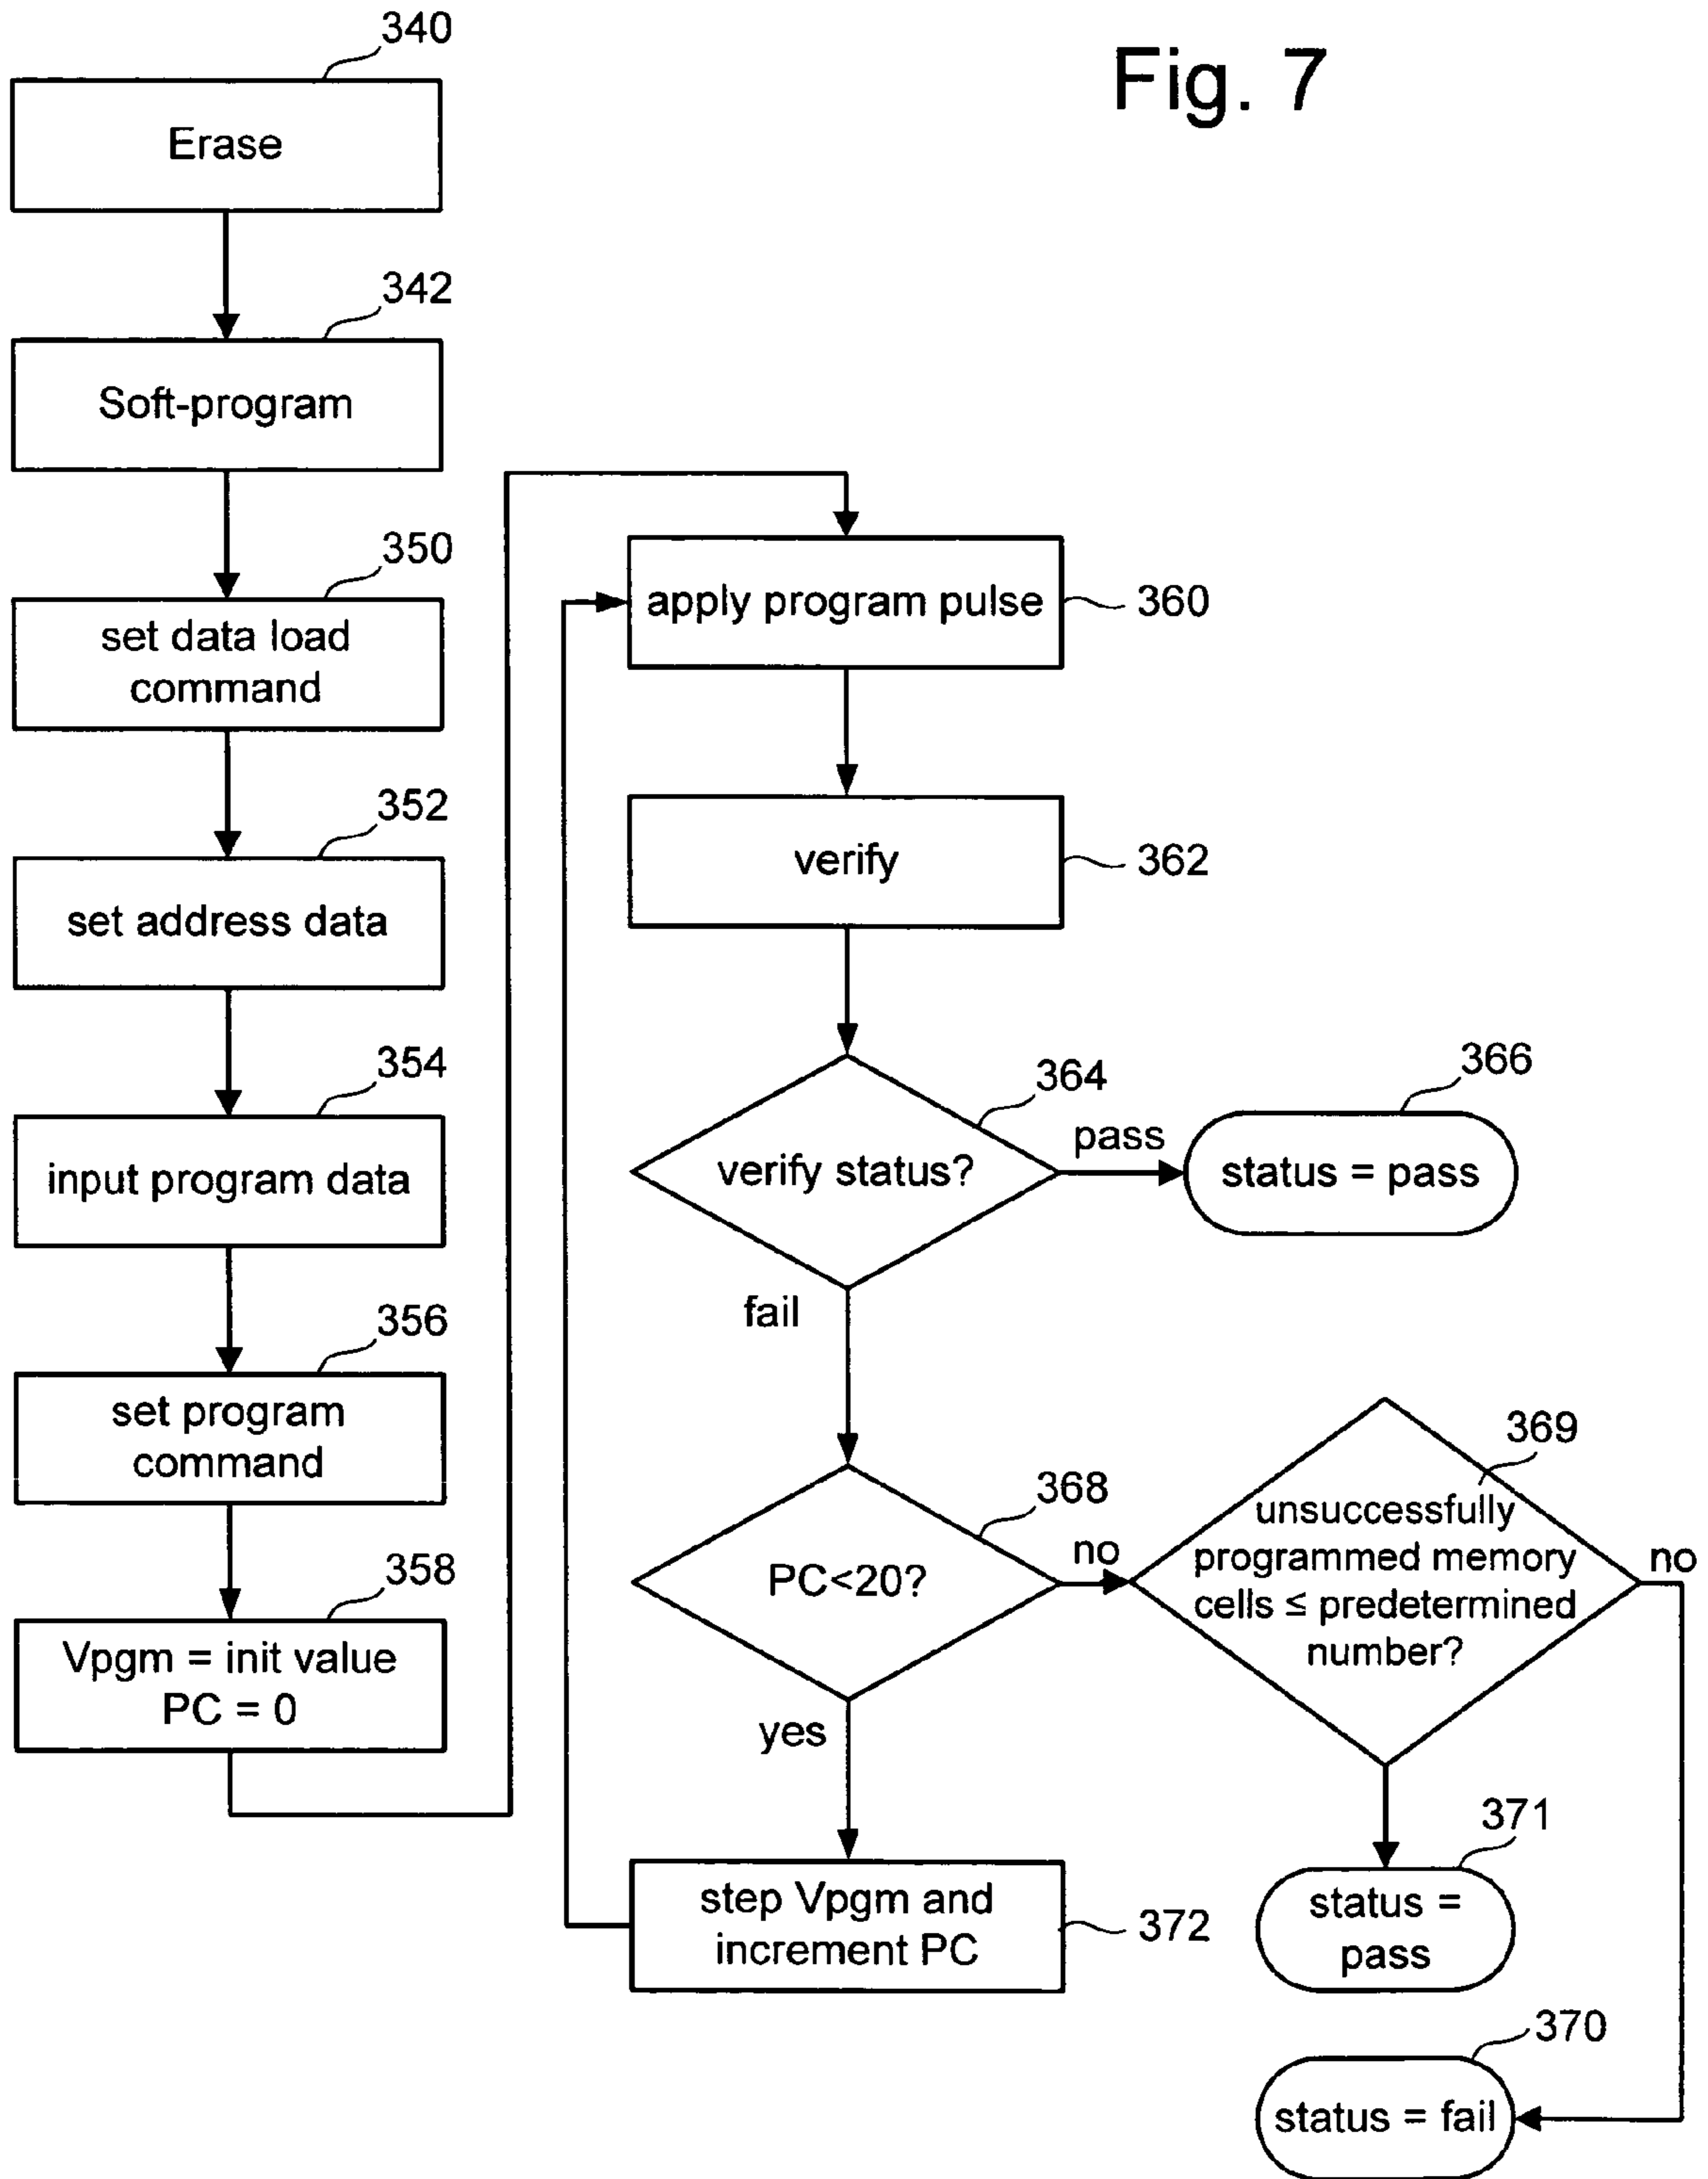 Fig. 7
340
Erase
342
Soft-program
350
set data load
command
352
set address data
354
input program data
356
set program
command
358
Vpgm = init value
PC = 0
apply program pulse
360
verify
362
364
verify status?
pass
366
status = pass
fail
368
PC<20?
no
369
unsuccessfully
programmed memory
cells ≤ predetermined
number?
no
yes
step Vpgm and
increment PC
372
371
status =
pass
370
status = fail